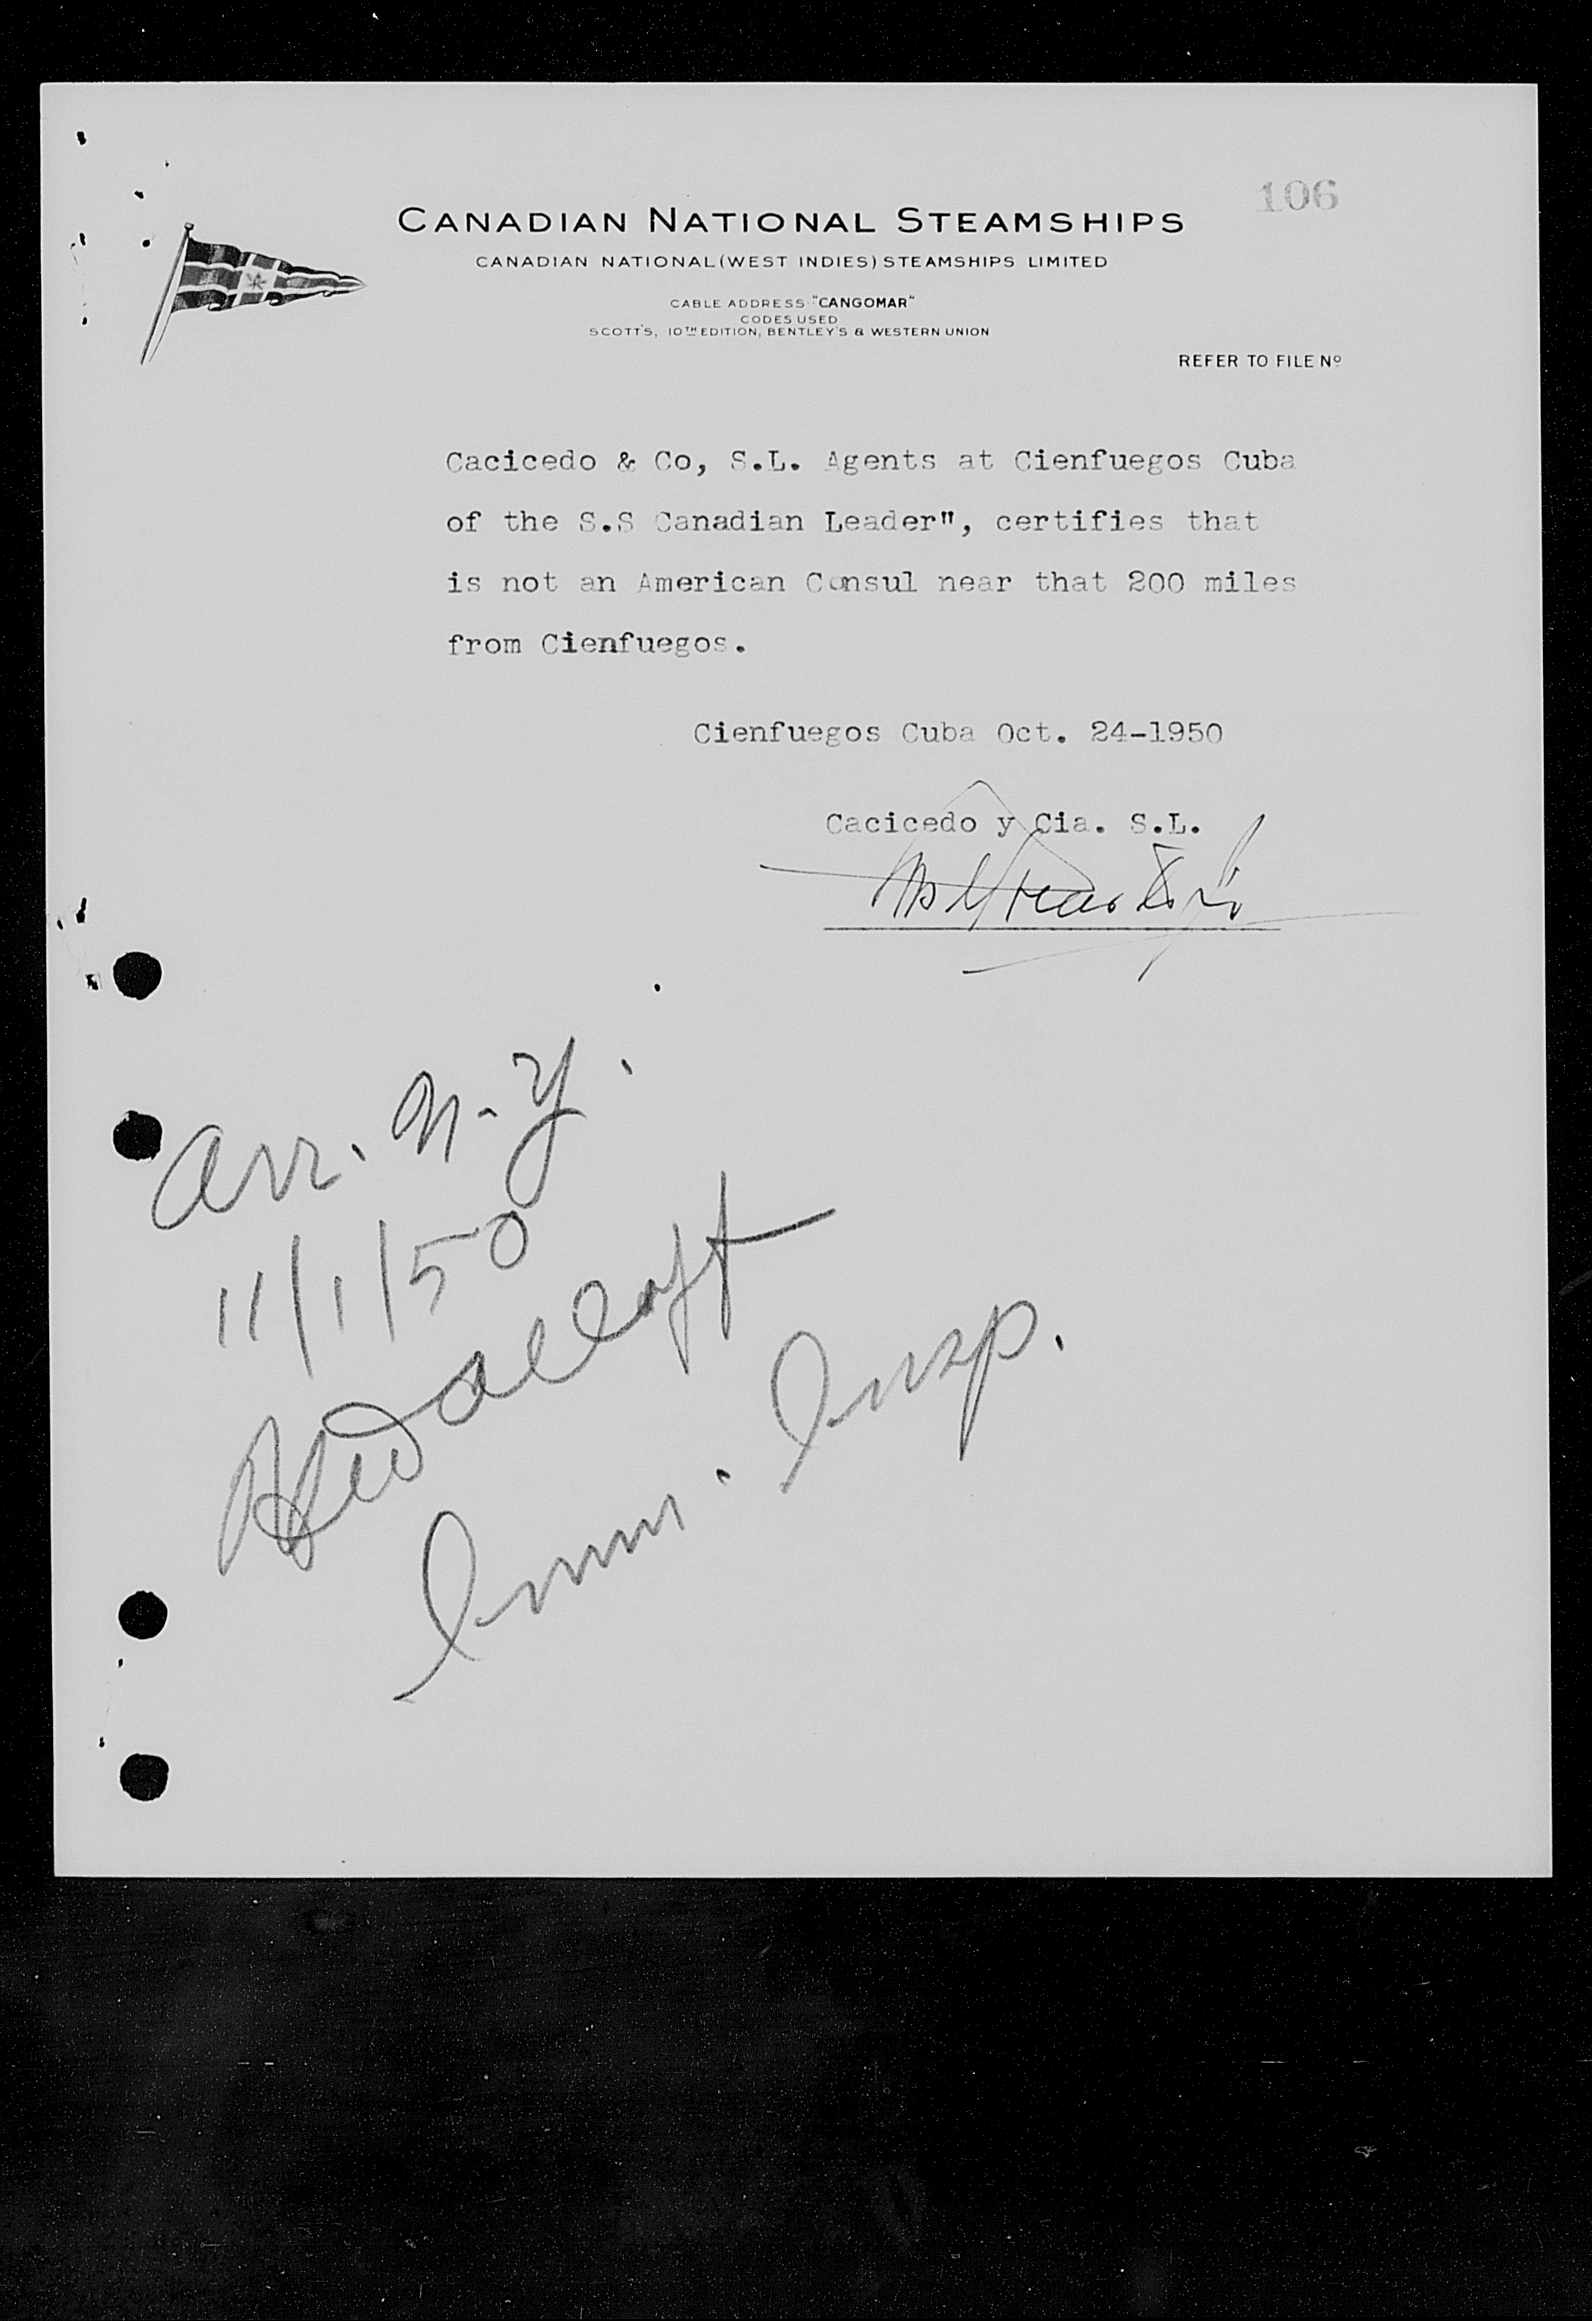 106
CANADIAN NATIONAL STEAMSHIPS
CANADIAN NATIONAL (WEST INDIES) STEAMSHIPS LIMITED
CABLE ADDRESS "CANGOMAR"
CODES USED
SCOTT'S, 10TH EDITION, BENTLEY'S & WESTERN UNION
REFER TO FILE Nº
Cacicedo & Co, S.L. Agents at Cienfuegos Cuba
of the S.S Canadian Leader", certifies that
is not an American Consul near that 200 miles
from Cienfuegos.
Cienfuegos Cuba Oct. 24-1950
Cacicedo y Cia. S.L.
Arr. N.Y.
11/1/50
Imm. Insp.